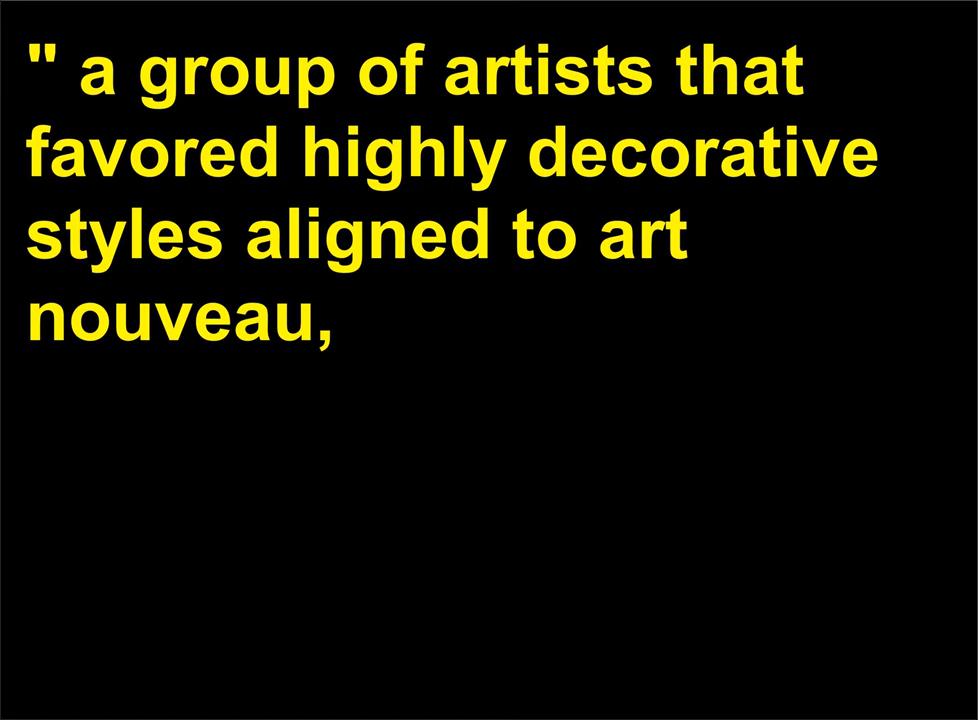 " a group of artists that
favored highly decorative
styles aligned to art
nouveau,